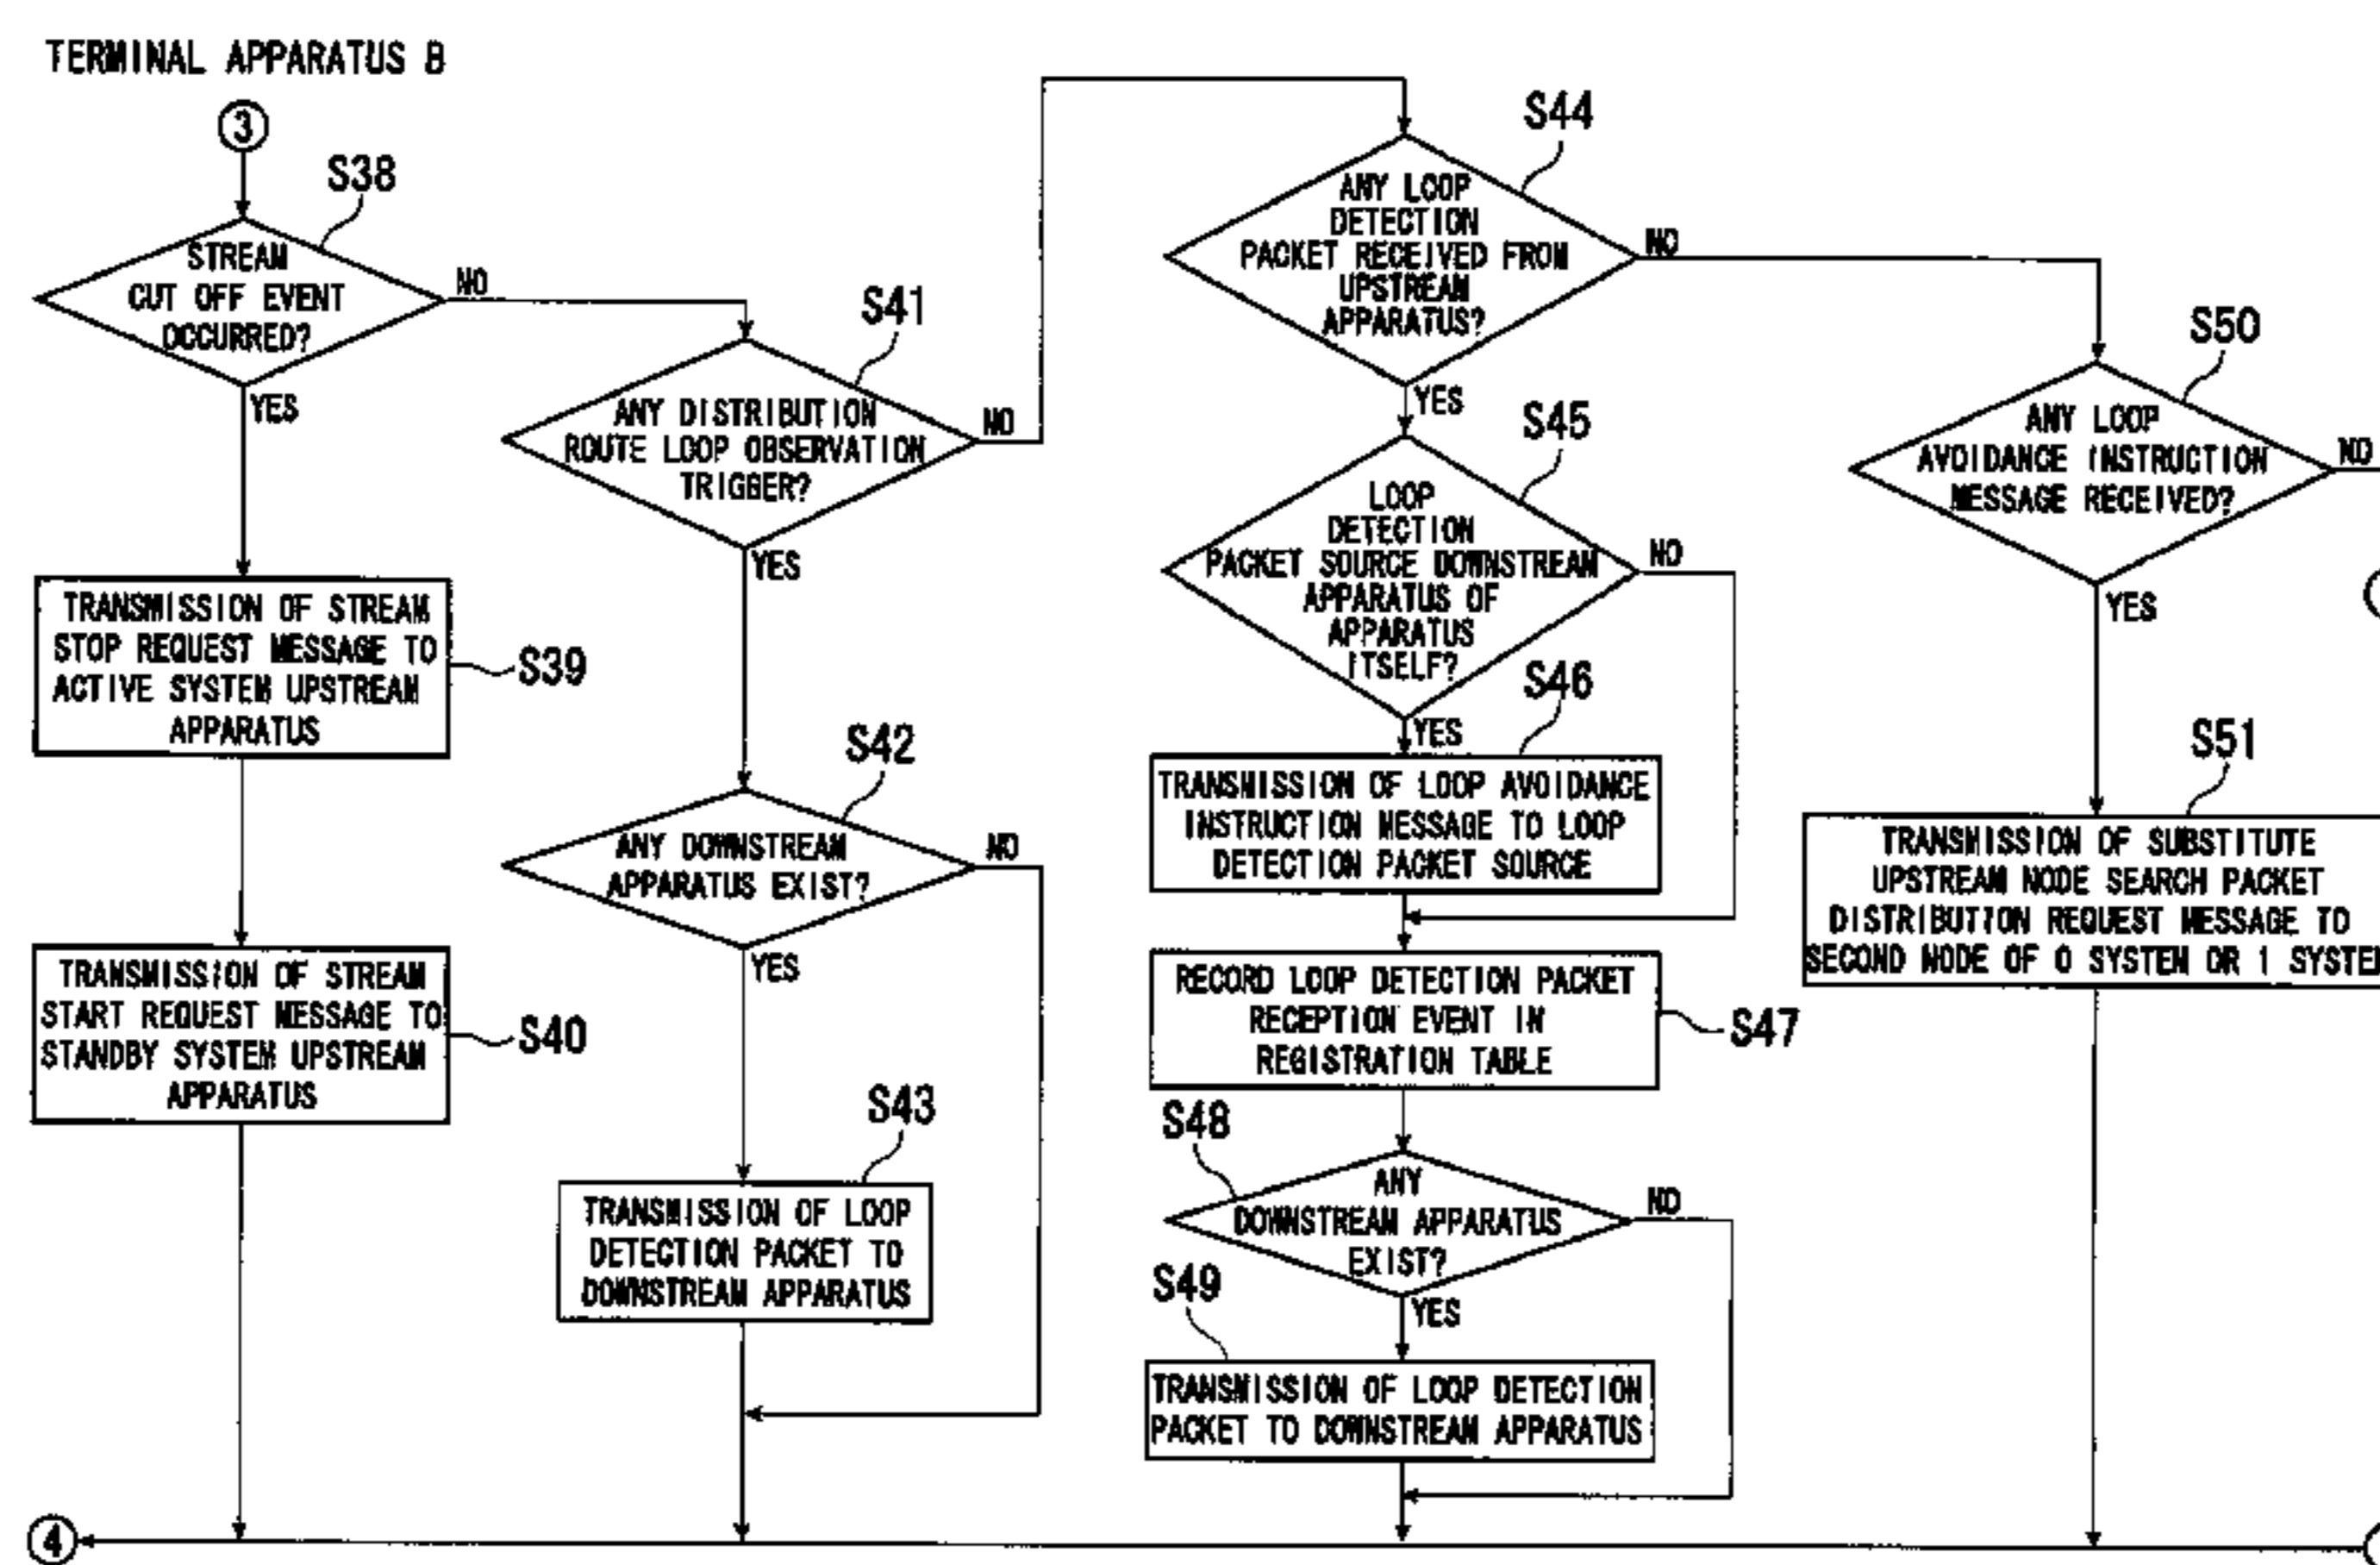 TERMINAL APPARATUS B
3
S38
STREAM
CUT OFF EVENT
OCCURRED?
NO
YES
TRANSMISSION OF STREAM
STOP REQUEST MESSAGE TO
ACTIVE SYSTEM UPSTREAM
APPARATUS
S39
TRANSMISSION OF STREAM
START REQUEST MESSAGE TO
STANDBY SYSTEM UPSTREAM
APPARATUS
S40
S41
ANY DISTRIBUTION
ROUTE LOOP OBSERVATION
TRIGGER?
NO
YES
S42
ANY DOWNSTREAM
APPARATUS EXIST?
NO
YES
S43
TRANSMISSION OF LOOP
DETECTION PACKET TO
DOWNSTREAM APPARATUS
S44
ANY LOOP
DETECTION
PACKET RECEIVED FROM
UPSTREAM
APPARATUS?
NO
YES
S45
LOOP
DETECTION
PACKET SOURCE DOWNSTREAM
APPARATUS OF
APPARATUS
ITSELF?
NO
YES
S46
TRANSMISSION OF LOOP AVOIDANCE
INSTRUCTION MESSAGE TO LOOP
DETECTION PACKET SOURCE
RECORD LOOP DETECTION PACKET
RECEPTION EVENT IN
REGISTRATION TABLE
S47
S48
ANY
DOWNSTREAM APPARATUS
EXIST?
NO
YES
S49
TRANSMISSION OF LOOP DETECTION
PACKET TO DOWNSTREAM APPARATUS
S50
ANY LOOP
AVOIDANCE INSTRUCTION
MESSAGE RECEIVED?
NO
YES
S51
TRANSMISSION OF SUBSTITUTE
UPSTREAM NODE SEARCH PACKET
DISTRIBUTION REQUEST MESSAGE TO
SECOND NODE OF 0 SYSTEM OR 1 SYSTEM
4